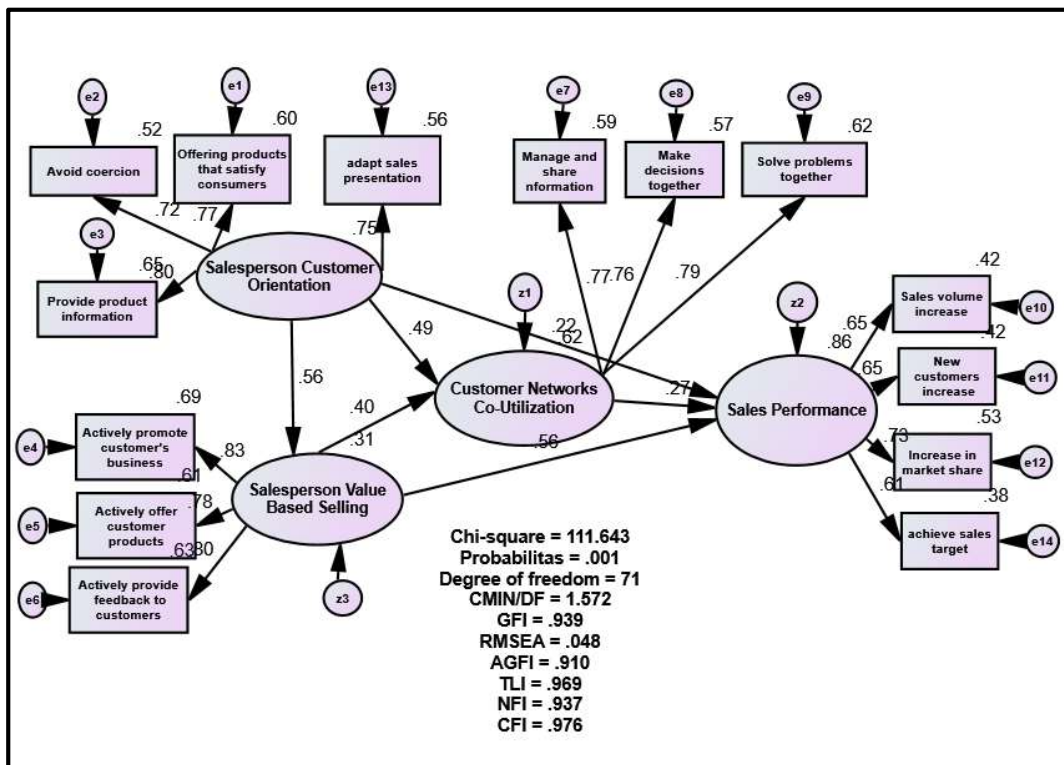 e2
e1
e13
e7
e8
e9
.52
.60
.56
.59
.57
.62
Avoid coercion
Offering products
that satisfy
consumers
adapt sales
presentation
Manage and
share
nformation
Make
decisions
together
Solve problems
together
.72
.77
.75
.77
.76
.79
e3
.65
.80
Provide product
information
Salesperson Customer
Orientation
z1
z2
.49
.22
.62
.56
Customer Networks
Co-Utilization
.27
.40
.31
.56
Sales Performance
.86
.65
.65
.73
.61
.42
Sales volume
increase
e10
.42
New
customers
increase
e11
.53
Increase in
market share
e12
.38
achieve sales
target
e14
.69
e4
Actively promote
customer's
business
.83
.61
e5
Actively offer
customer
products
.78
.63
.80
e6
Actively provide
feedback to
customers
Salesperson Value
Based Selling
z3
Chi-square = 111.643
Probabilitas = .001
Degree of freedom = 71
CMIN/DF = 1.572
GFI = .939
RMSEA = .048
AGFI = .910
TLI = .969
NFI = .937
CFI = .976